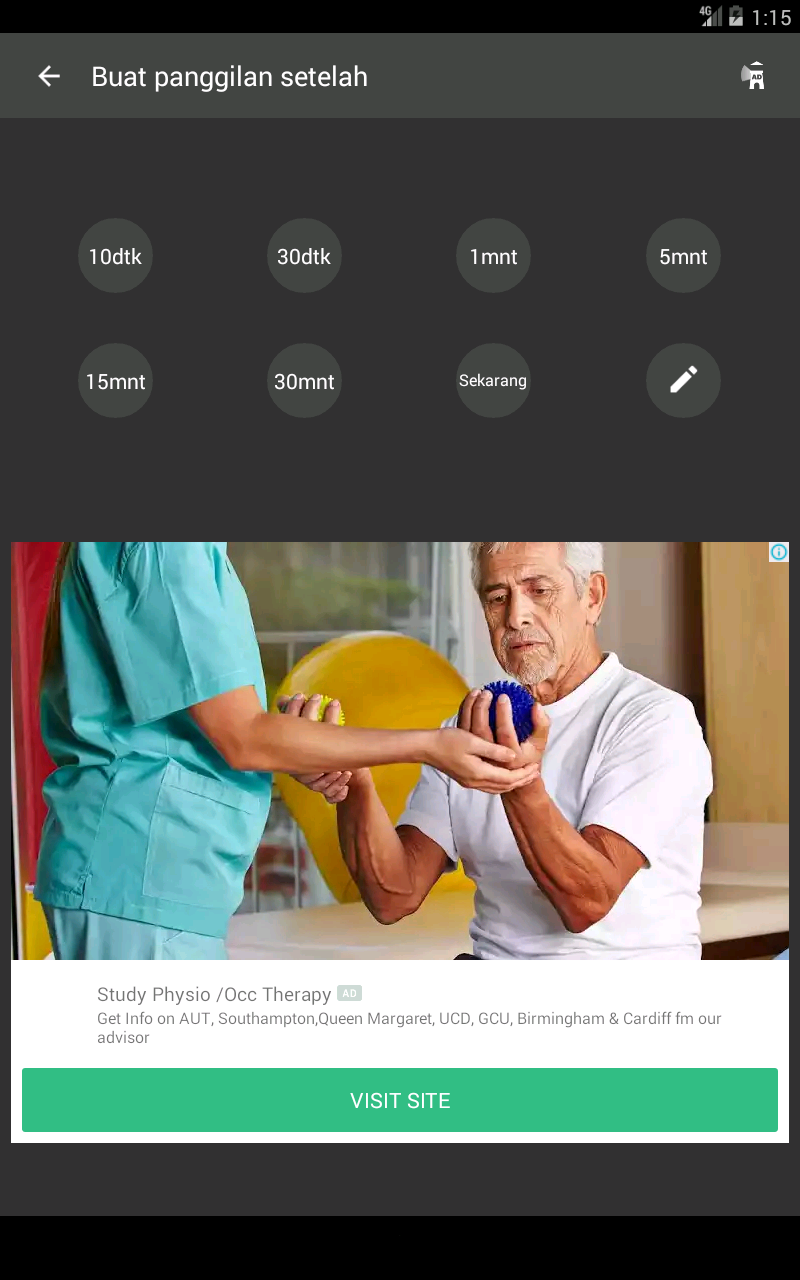 4G 1:15
Buat panggilan setelah
AD
10dtk 30dtk 1mnt 5mnt
15mnt 30mnt Sekarang
Study Physio /Occ Therapy AD
Get Info on AUT, Southampton,Queen Margaret, UCD, GCU, Birmingham & Cardiff fm our
advisor
VISIT SITE